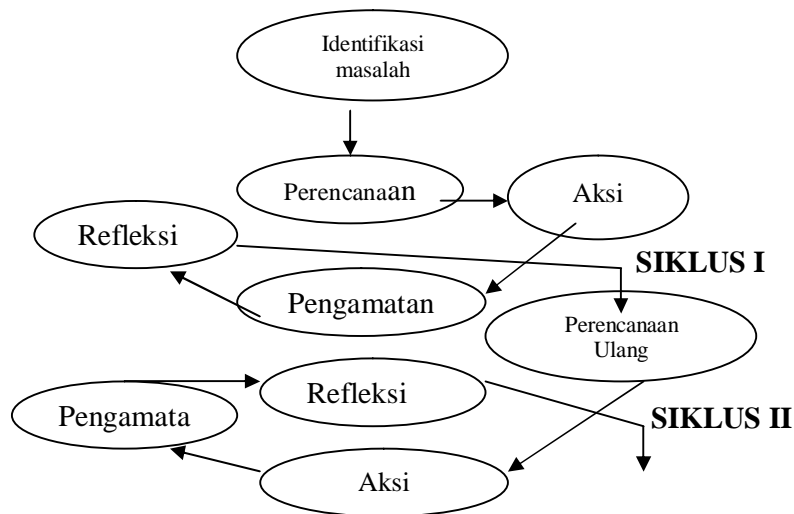 Identifikasi
masalah
Perencanaan
Aksi
Refleksi
SIKLUS I
Pengamatan
Perencanaan
Ulang
Refleksi
Pengamata
SIKLUS II
Aksi